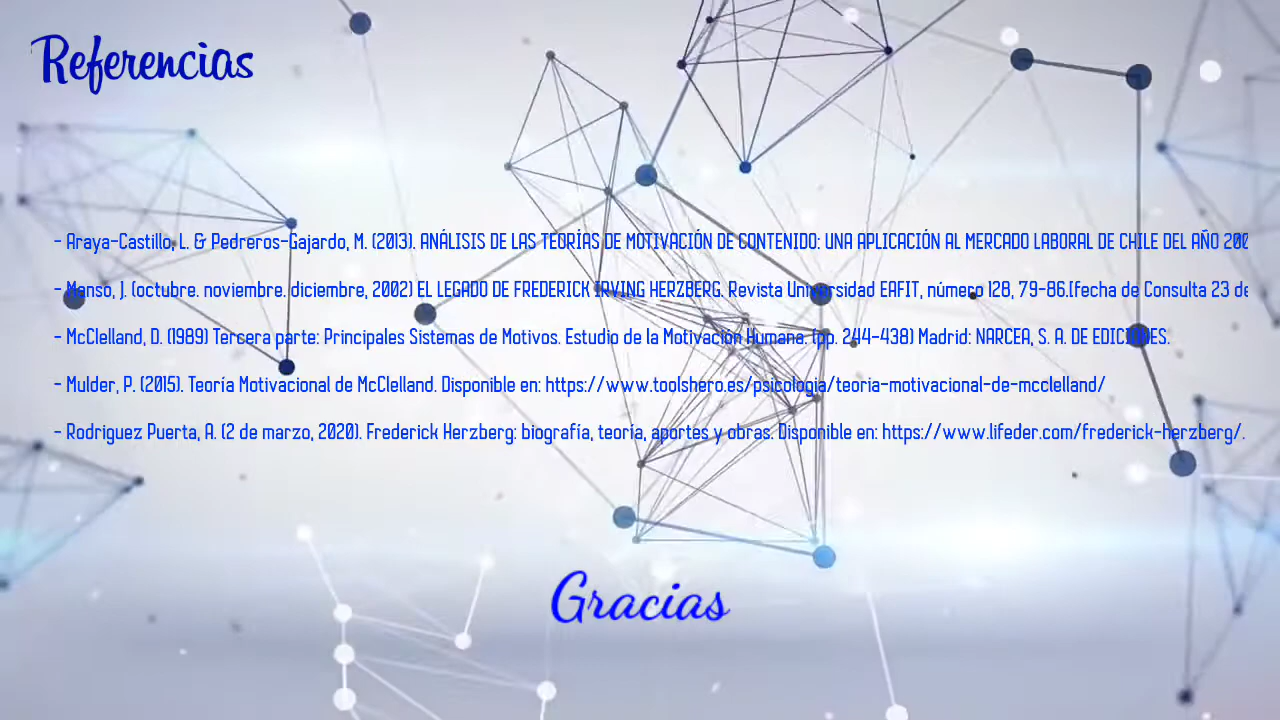 Referencias
- Araya-Castillo, L. & Pedreros-Gajardo, M. (2013). ANÁLISIS DE LAS TEORÍAS DE MOTIVACIÓN DE CONTENIDO: UNA APLICACIÓN AL MERCADO LABORAL DE CHILE DEL AÑO 200
- Manso, J. (octubre. noviembre. diciembre, 2002) EL LEGADO DE FREDERICK IRVING HERZBERG. Revista Universidad EAFIT, número 128, 79-86.[fecha de Consulta 23 de
- McClelland, D. (1989) Tercera parte: Principales Sistemas de Motivos. Estudio de la Motivación Humana. (pp. 244-438) Madrid: NARCEA, S. A. DE EDICIONES.
- Mulder, P. (2015). Teoría Motivacional de McClelland. Disponible en: https://www.toolshero.es/psicologia/teoria-motivacional-de-mcclelland/
- Rodriguez Puerta, A. (2 de marzo, 2020). Frederick Herzberg: biografía, teoría, aportes y obras. Disponible en: https://www.lifeder.com/frederick-herzberg/.
Gracias